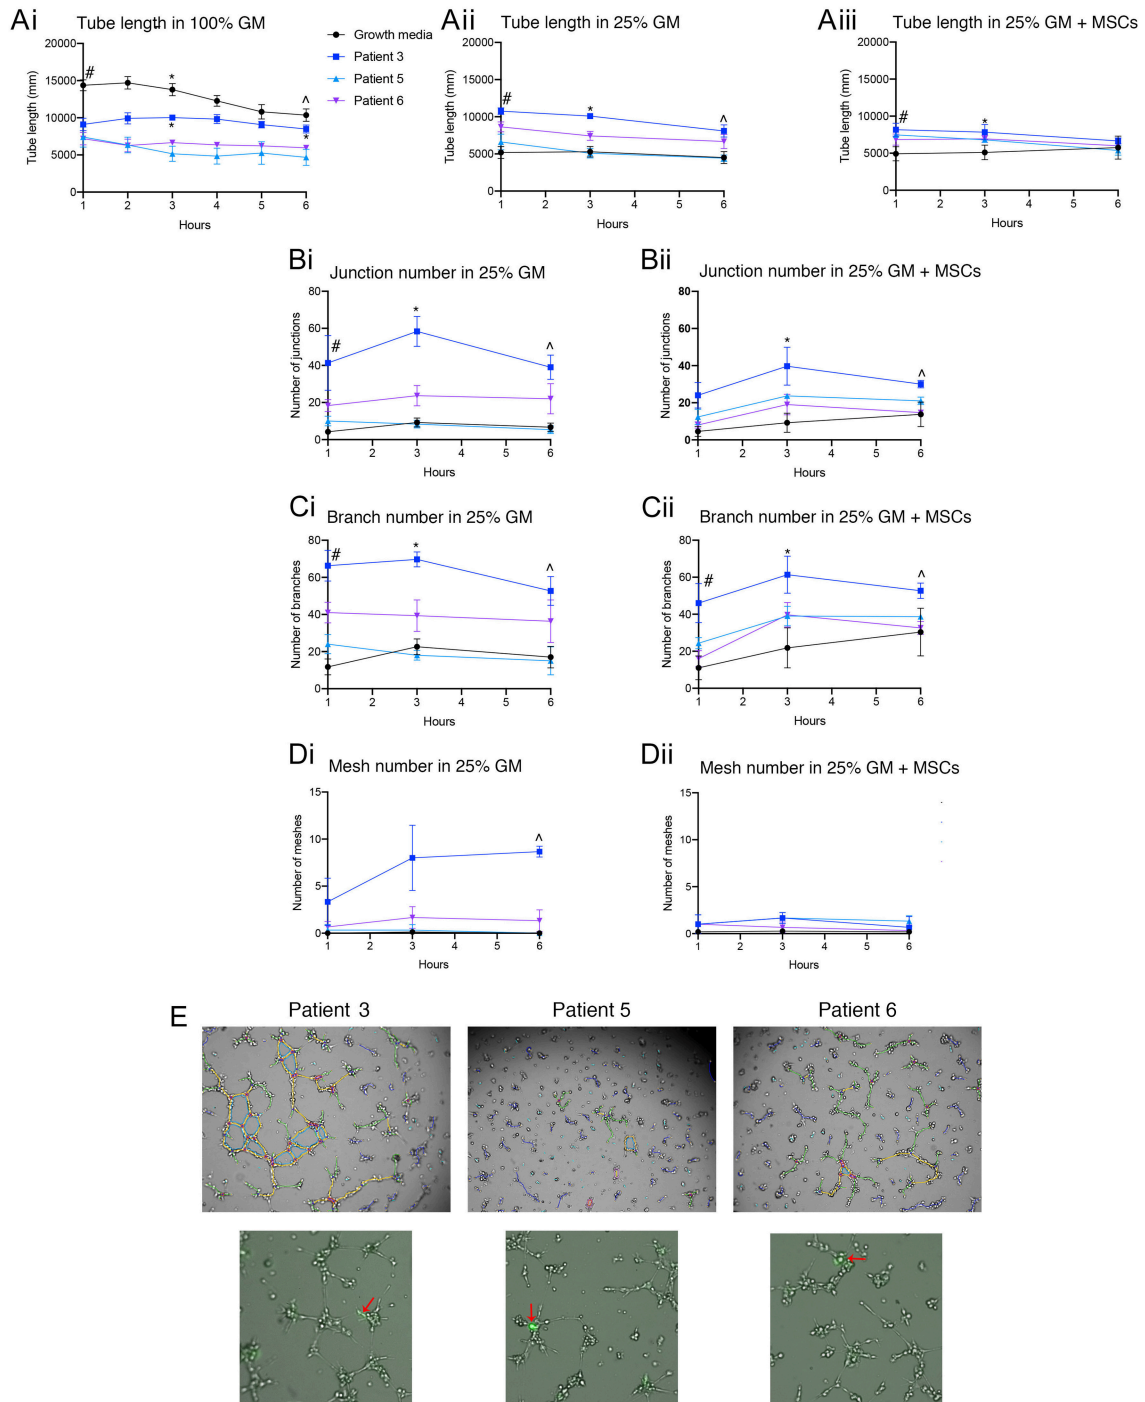 Ai Tube length in 100% GM
Aii Tube length in 25% GM
Aiii Tube length in 25% GM + MSCs
Growth media
Patient 3
Patient 5
Patient 6
Tube length (mm)
20000
15000
10000
5000
0
# * ^
* *
1 2 3 4 5 6
Hours
Tube length (mm)
20000
15000
10000
5000
0
# * ^
1 2 3 4 5 6
Hours
Tube length (mm)
20000
15000
10000
5000
0
# *
1 2 3 4 5 6
Hours
Bi Junction number in 25% GM
Number of junctions
80
60
40
20
0
# * ^
1 2 3 4 5 6
Hours
Bii Junction number in 25% GM + MSCs
Number of junctions
80
60
40
20
0
* ^
1 2 3 4 5 6
Hours
Ci Branch number in 25% GM
Number of branches
80
60
40
20
0
# * ^
1 2 3 4 5 6
Hours
Cii Branch number in 25% GM + MSCs
Number of branches
80
60
40
20
0
# * ^
1 2 3 4 5 6
Hours
Di Mesh number in 25% GM
Number of meshes
15
10
5
0
^
1 2 3 4 5 6
Hours
Dii Mesh number in 25% GM + MSCs
Number of meshes
15
10
5
0
1 2 3 4 5 6
Hours
E Patient 3 Patient 5 Patient 6